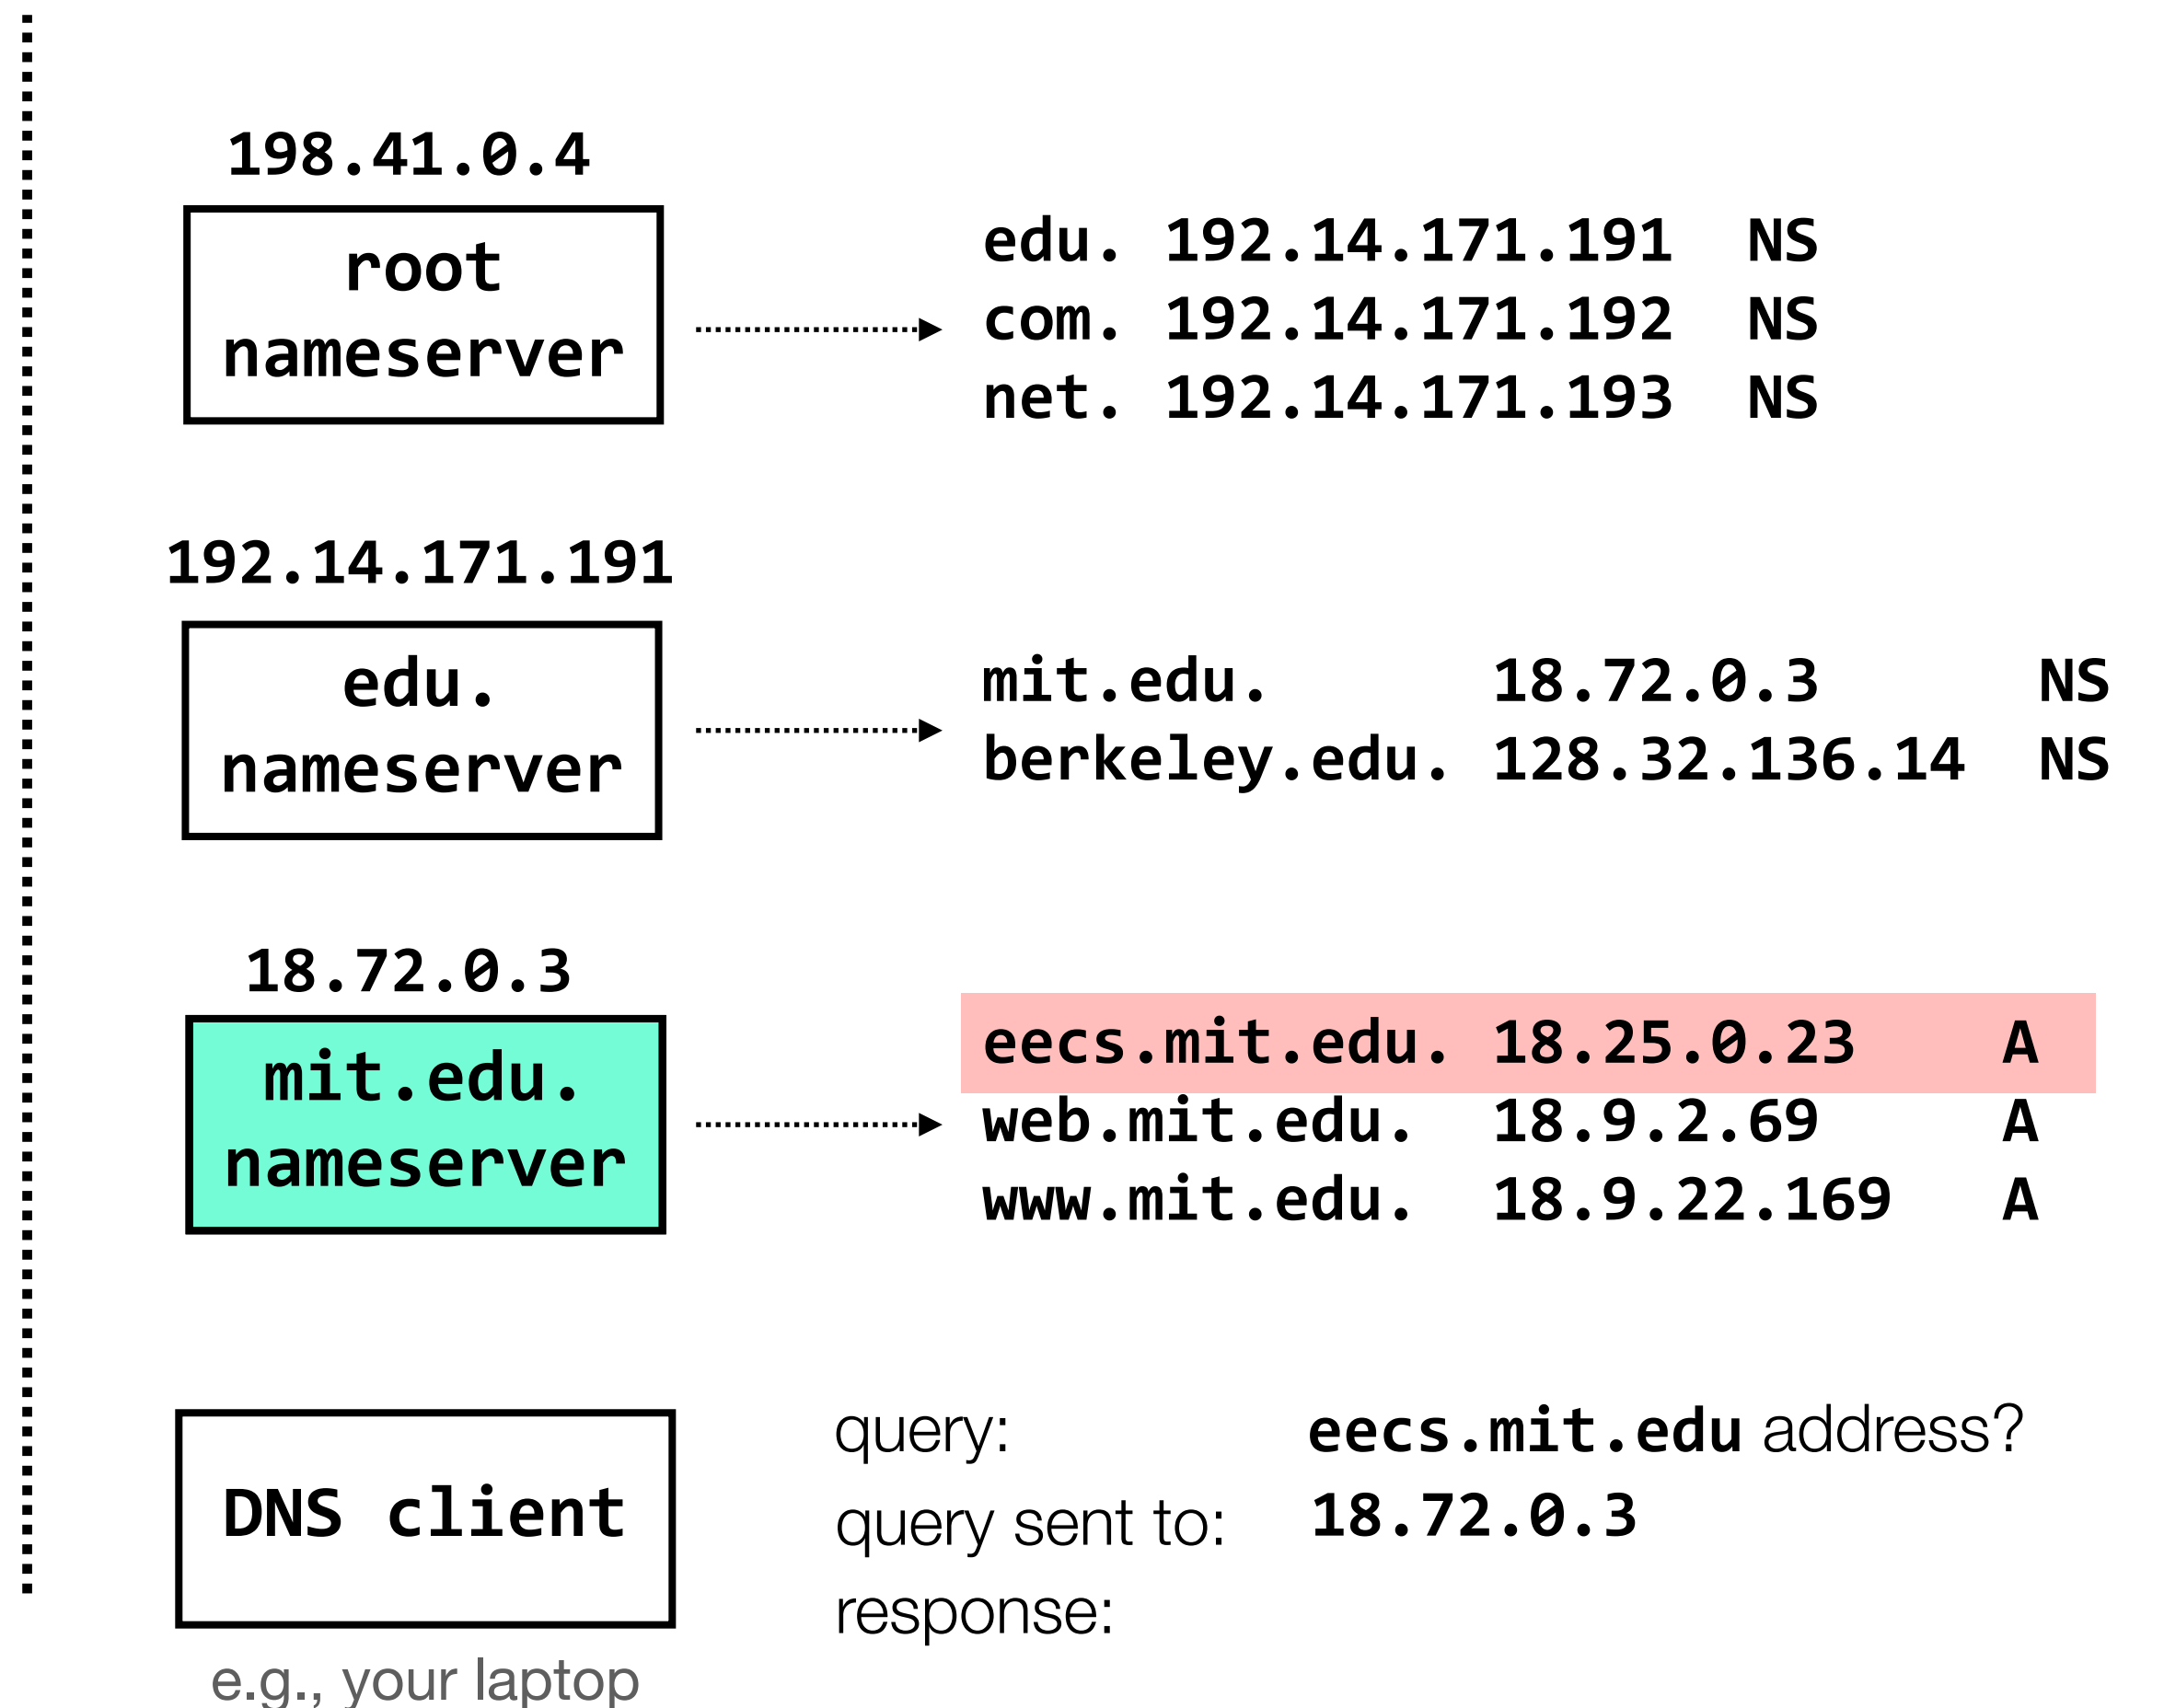 198.41.0.4
root
nameserver
edu. 192.14.171.191 NS
com. 192.14.171.192 NS
net. 192.14.171.193 NS
192.14.171.191
edu.
nameserver
mit.edu. 18.72.0.3 NS
berkeley.edu. 128.32.136.14 NS
18.72.0.3
mit.edu.
nameserver
eecs.mit.edu. 18.25.0.23 A
web.mit.edu. 18.9.2.69 A
www.mit.edu. 18.9.22.169 A
DNS client
e.g., your laptop
query: eecs.mit.edu address?
query sent to: 18.72.0.3
response: